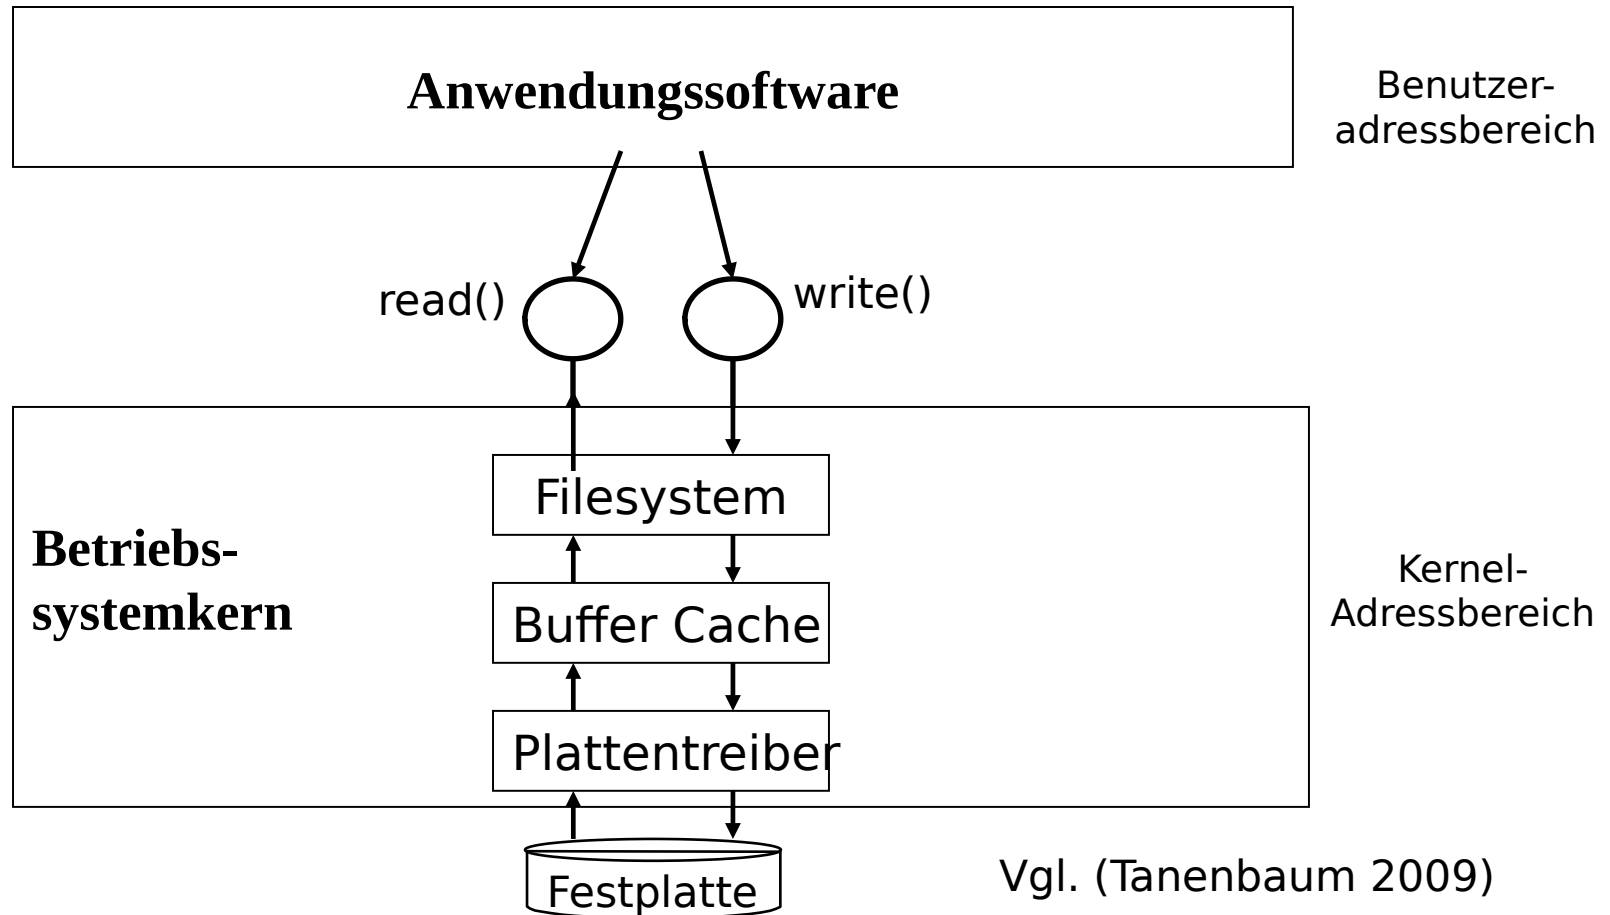 Anwendungssoftware
Benutzer-
adressbereich
read()
write()
Filesystem
Betriebs-
systemkern
Buffer Cache
Kernel-
Adressbereich
Plattentreiber
Festplatte
Vgl. (Tanenbaum 2009)